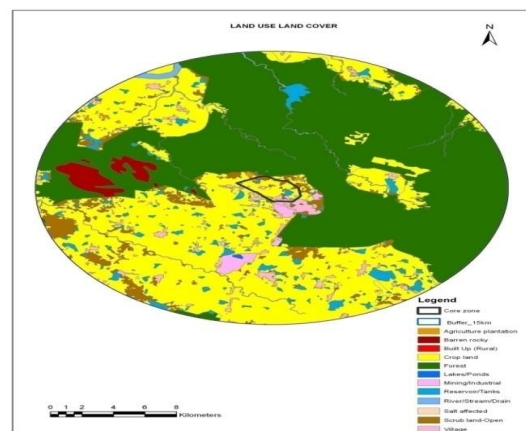 LAND USE LAND COVER
N
Legend
Core zone
Buffer_15km
Agriculture plantation
Barren rocky
Built Up (Rural)
Crop land
Forest
Lakes/Ponds
Mining/Industrial
Reservoir/Tanks
River/Stream/Drain
Salt affected
Scrub land-Open
Village
0 1 2 4 6 8
Kilometers